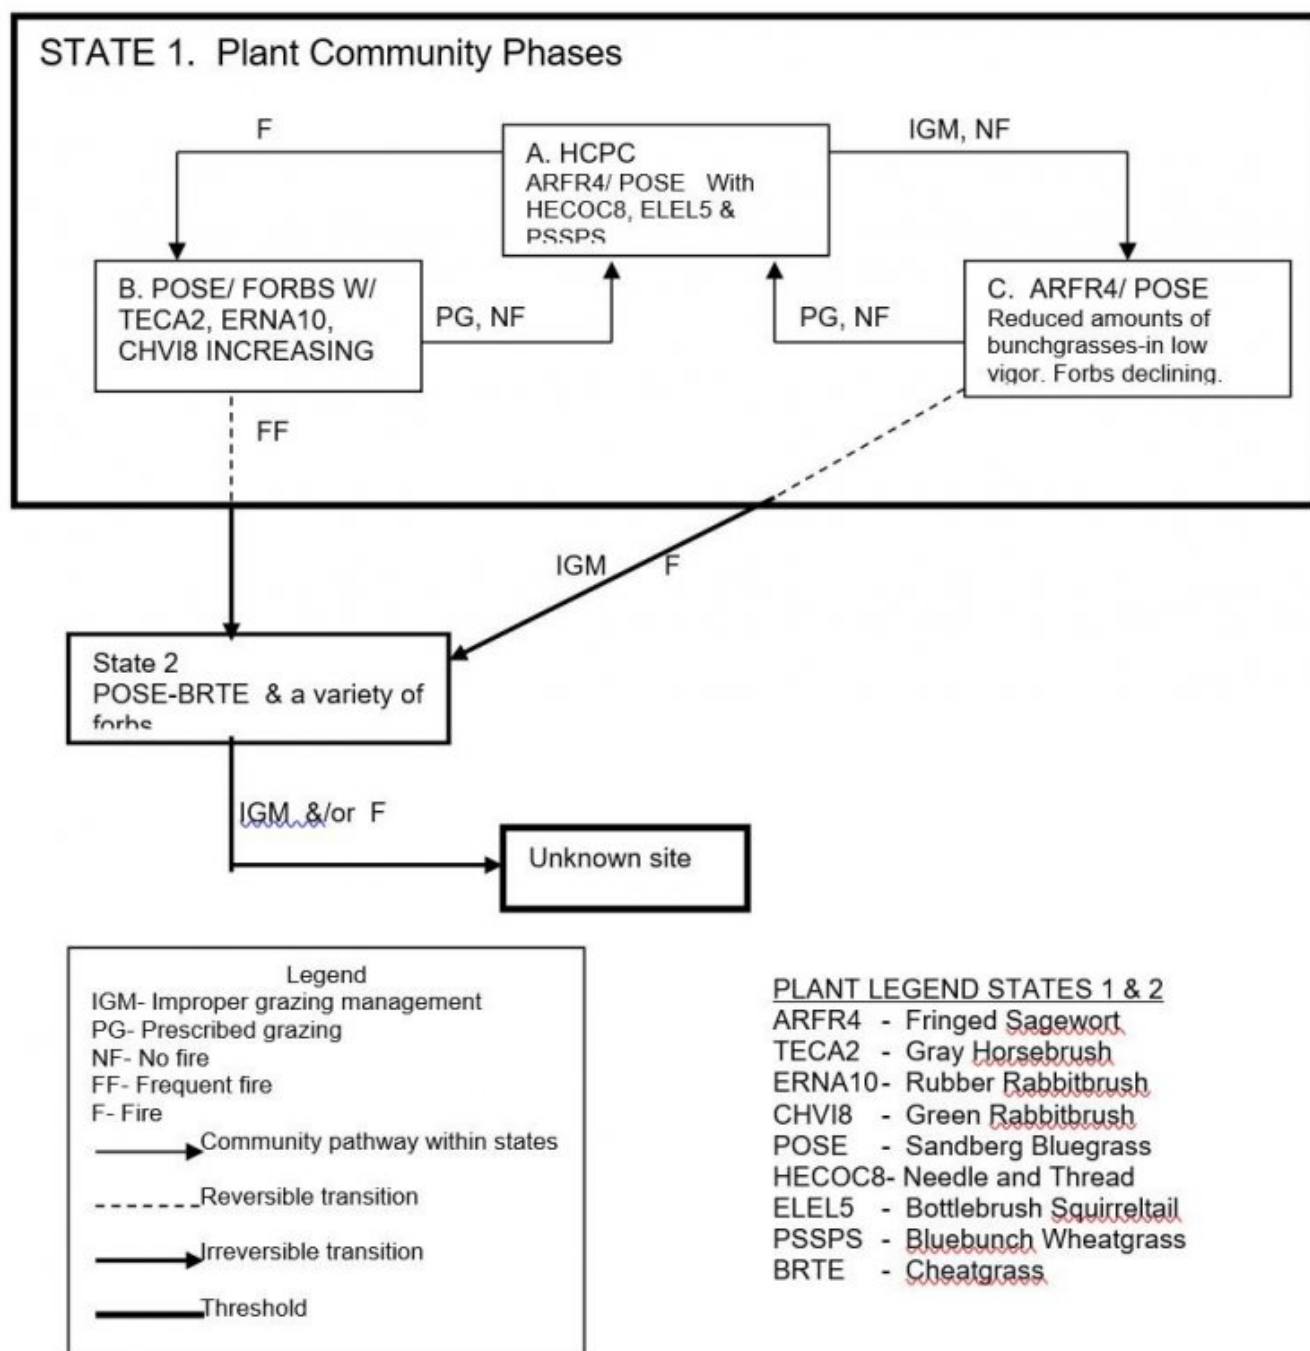 STATE 1. Plant Community Phases
F
IGM, NF
A. HCPC
ARFR4/ POSE With
HECOC8, ELEL5 &
PSSPS
B. POSE/ FORBS W/
TECA2, ERNA10,
CHVI8 INCREASING
PG, NF
PG, NF
C. ARFR4/ POSE
Reduced amounts of
bunchgrasses-in low
vigor. Forbs declining.
FF
IGM F
State 2
POSE-BRTE & a variety of
forbs
IGM &/or F
Unknown site
Legend
IGM- Improper grazing management
PG- Prescribed grazing
NF- No fire
FF- Frequent fire
F- Fire
Community pathway within states
Reversible transition
Irreversible transition
Threshold
PLANT LEGEND STATES 1 & 2
ARFR4 - Fringed Sagewort
TECA2 - Gray Horsebrush
ERNA10- Rubber Rabbitbrush
CHVI8 - Green Rabbitbrush
POSE - Sandberg Bluegrass
HECOC8- Needle and Thread
ELEL5 - Bottlebrush Squirreltail
PSSPS - Bluebunch Wheatgrass
BRTE - Cheatgrass